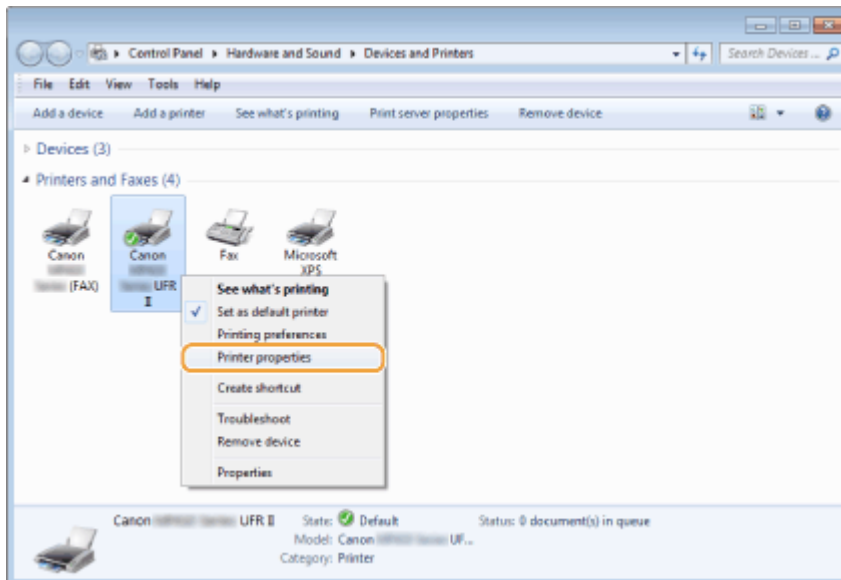 Control Panel Hardware and Sound Devices and Printers Search Devices ...
File Edit View Tools Help
Add a device Add a printer See what's printing Print server properties Remove device
Devices (3)
Printers and Faxes (4)
Canon Canon Fax Microsoft
(FAX) UFR XPS
II
See what's printing
Set as default printer
Printing preferences
Printer properties
Create shortcut
Troubleshoot
Remove device
Properties
Canon UFR II State: Default Status: 0 document(s) in queue
Model: Canon UF...
Category: Printer